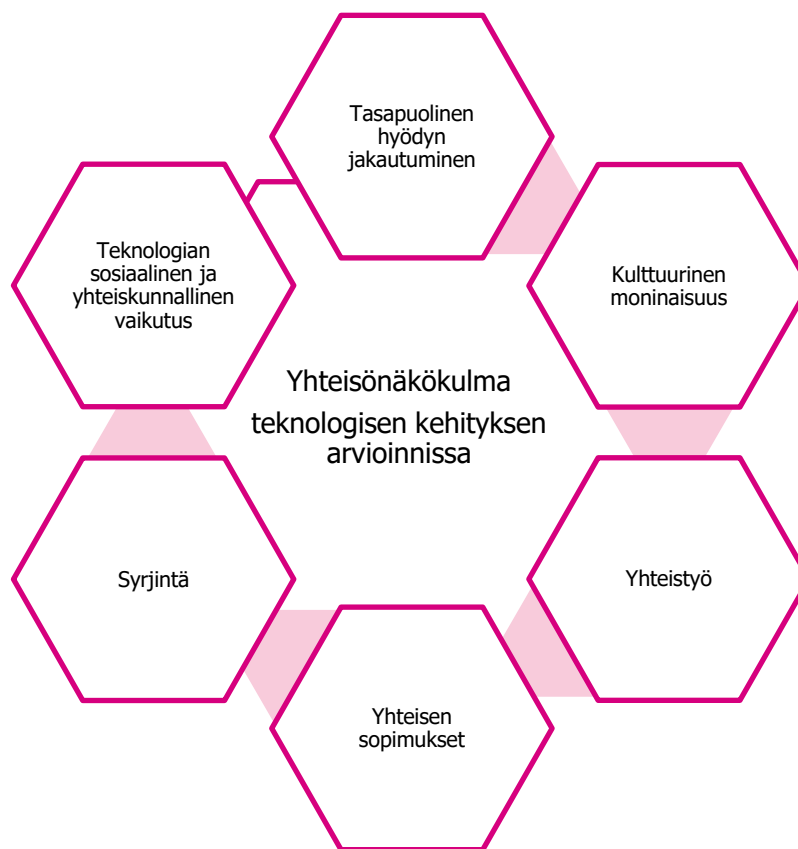 Tasapuolinen
hyödyn
jakautuminen
Teknologian
sosiaalinen ja
yhteiskunnallinen
vaikutus
Kulttuurinen
moninaisuus
Yhteisönäkökulma
teknologisen kehityksen
arvioinnissa
Syrjintä
Yhteistyö
Yhteisen
sopimukset